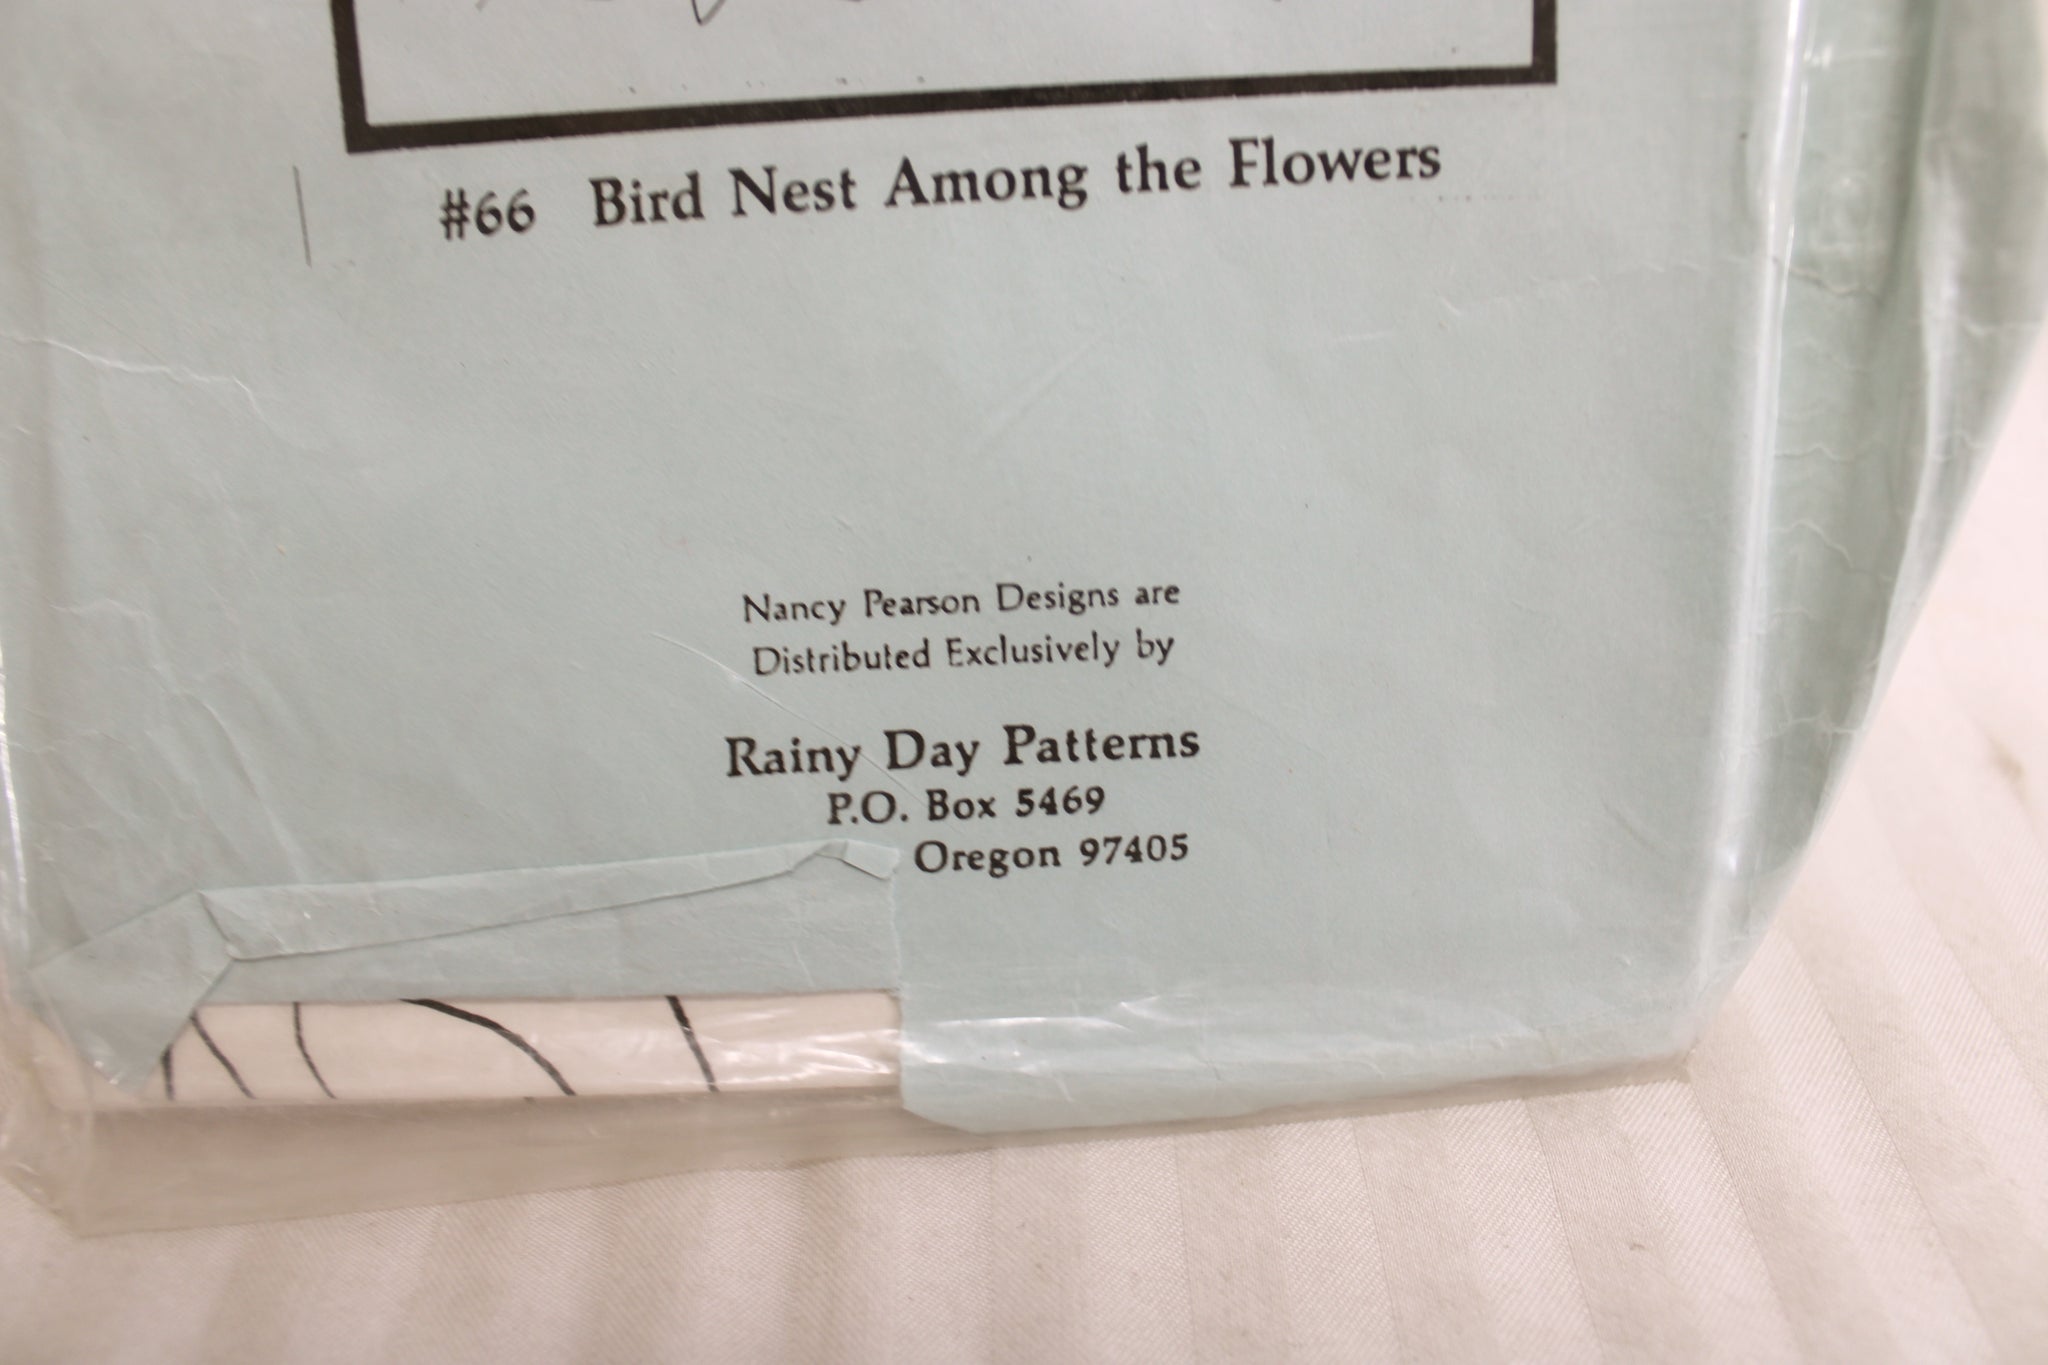 #66 Bird Nest Among the Flowers
Nancy Pearson Designs are
Distributed Exclusively by
Rainy Day Patterns
P.O. Box 5469
Oregon 97405